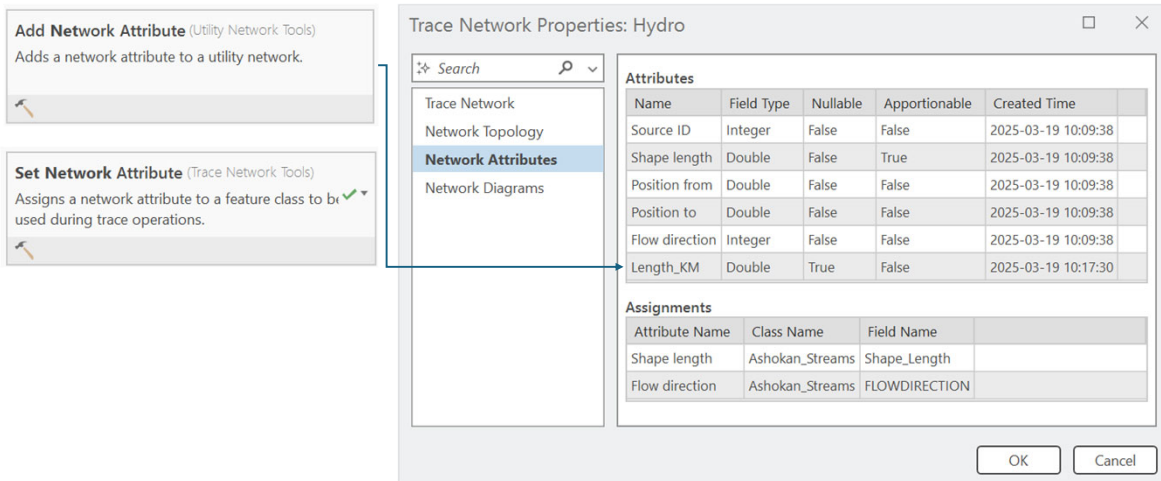 Add Network Attribute (Utility Network Tools)
Adds a network attribute to a utility network.
Set Network Attribute (Trace Network Tools)
Assigns a network attribute to a feature class to be
used during trace operations.
Trace Network Properties: Hydro
Search
Trace Network
Network Topology
Network Attributes
Network Diagrams
Attributes
Name Field Type Nullable Apportionable Created Time
Source ID Integer False False 2025-03-19 10:09:38
Shape length Double False True 2025-03-19 10:09:38
Position from Double False False 2025-03-19 10:09:38
Position to Double False False 2025-03-19 10:09:38
Flow direction Integer False False 2025-03-19 10:09:38
Length_KM Double True False 2025-03-19 10:17:30
Assignments
Attribute Name Class Name Field Name
Shape length Ashokan_Streams Shape_Length
Flow direction Ashokan_Streams FLOWDIRECTION
OK Cancel